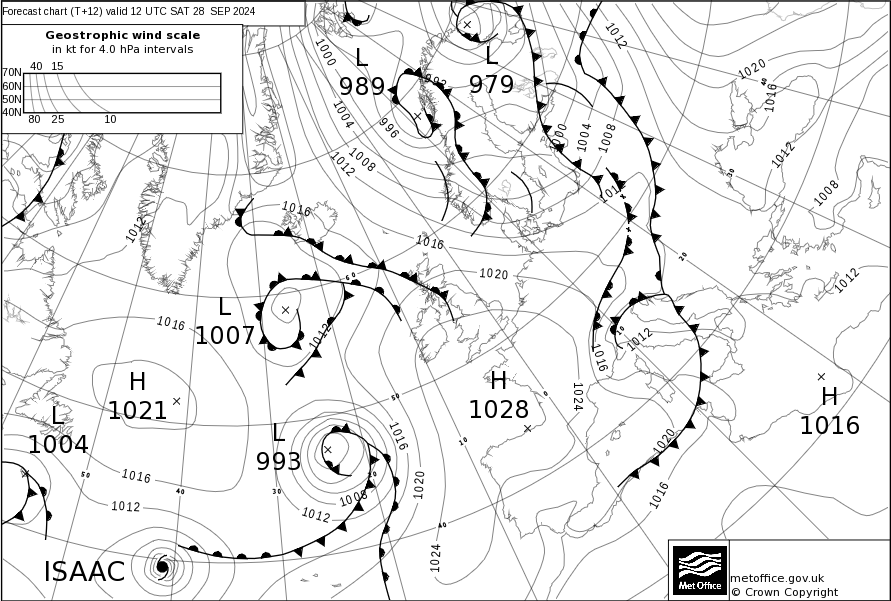 Forecast chart (T+12) valid 12 UTC SAT 28 SEP 2024
Geostrophic wind scale
in kt for 4.0 hPa intervals
40 15
70N
60N
50N
40N
80 25 10
L
989
L
979
1000
992
996
1004
1008
1012
1012
1020
1016
1012
1008
1000
1004
1008
1016
1012
1016
1020
1012
L
1007
1016
1012
1012
1016
H
1021
L
1004
L
993
H
1028
H
1016
1016
1024
1020
1016
1020
1024
1016
1012
1008
1012
60
50
40
30
20
10
0
10
20
30
40
50
40
ISAAC
Met Office
metoffice.gov.uk
© Crown Copyright